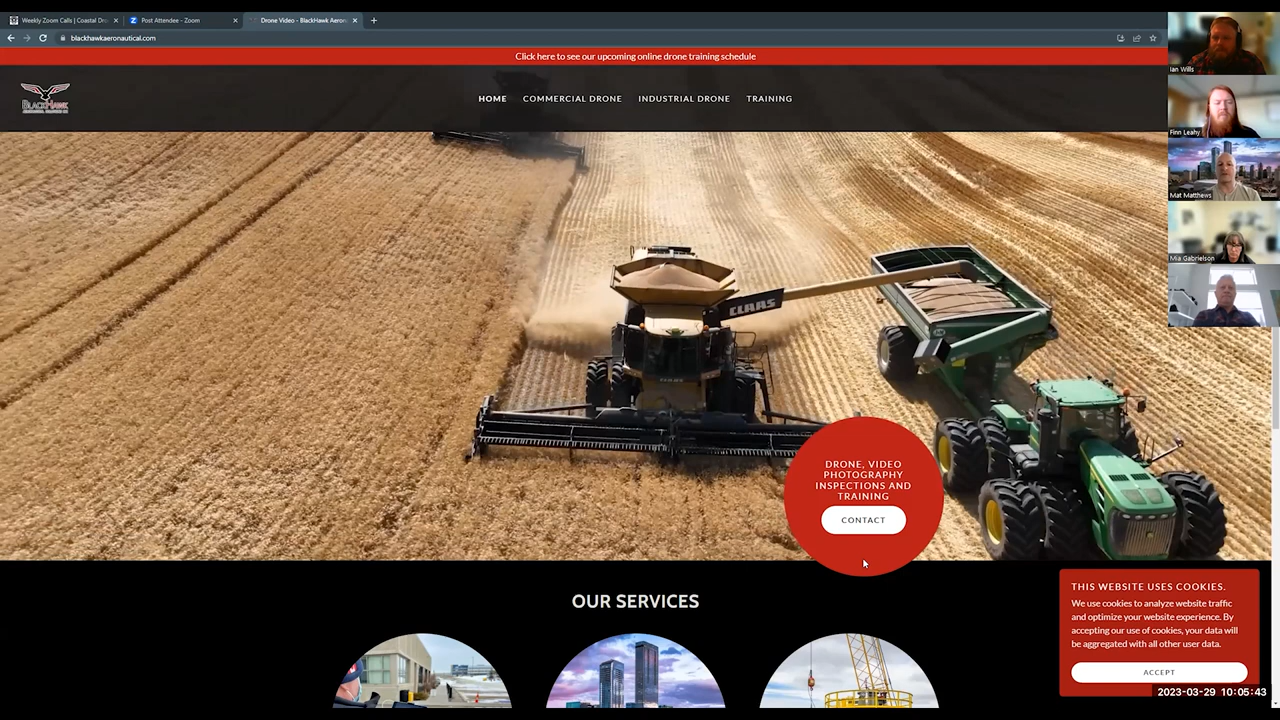 Weekly Zoom Calls | Coastal Dro
Post Attendee - Zoom
Drone Video - BlackHawk Aeron
blackhawkaeronautical.com
Click here to see our upcoming online drone training schedule
BLACKHAWK
HOME
COMMERCIAL DRONE
INDUSTRIAL DRONE
TRAINING
Ian Wills
Finn Leahy
Mat Matthews
Mia Gabrielson
CLAAS
CLAAS
DRONE, VIDEO
PHOTOGRAPHY
INSPECTIONS AND
TRAINING
CONTACT
OUR SERVICES
THIS WEBSITE USES COOKIES.
We use cookies to analyze website traffic
and optimize your website experience. By
accepting our use of cookies, your data will
be aggregated with all other user data.
ACCEPT
2023-03-29 10:05:43